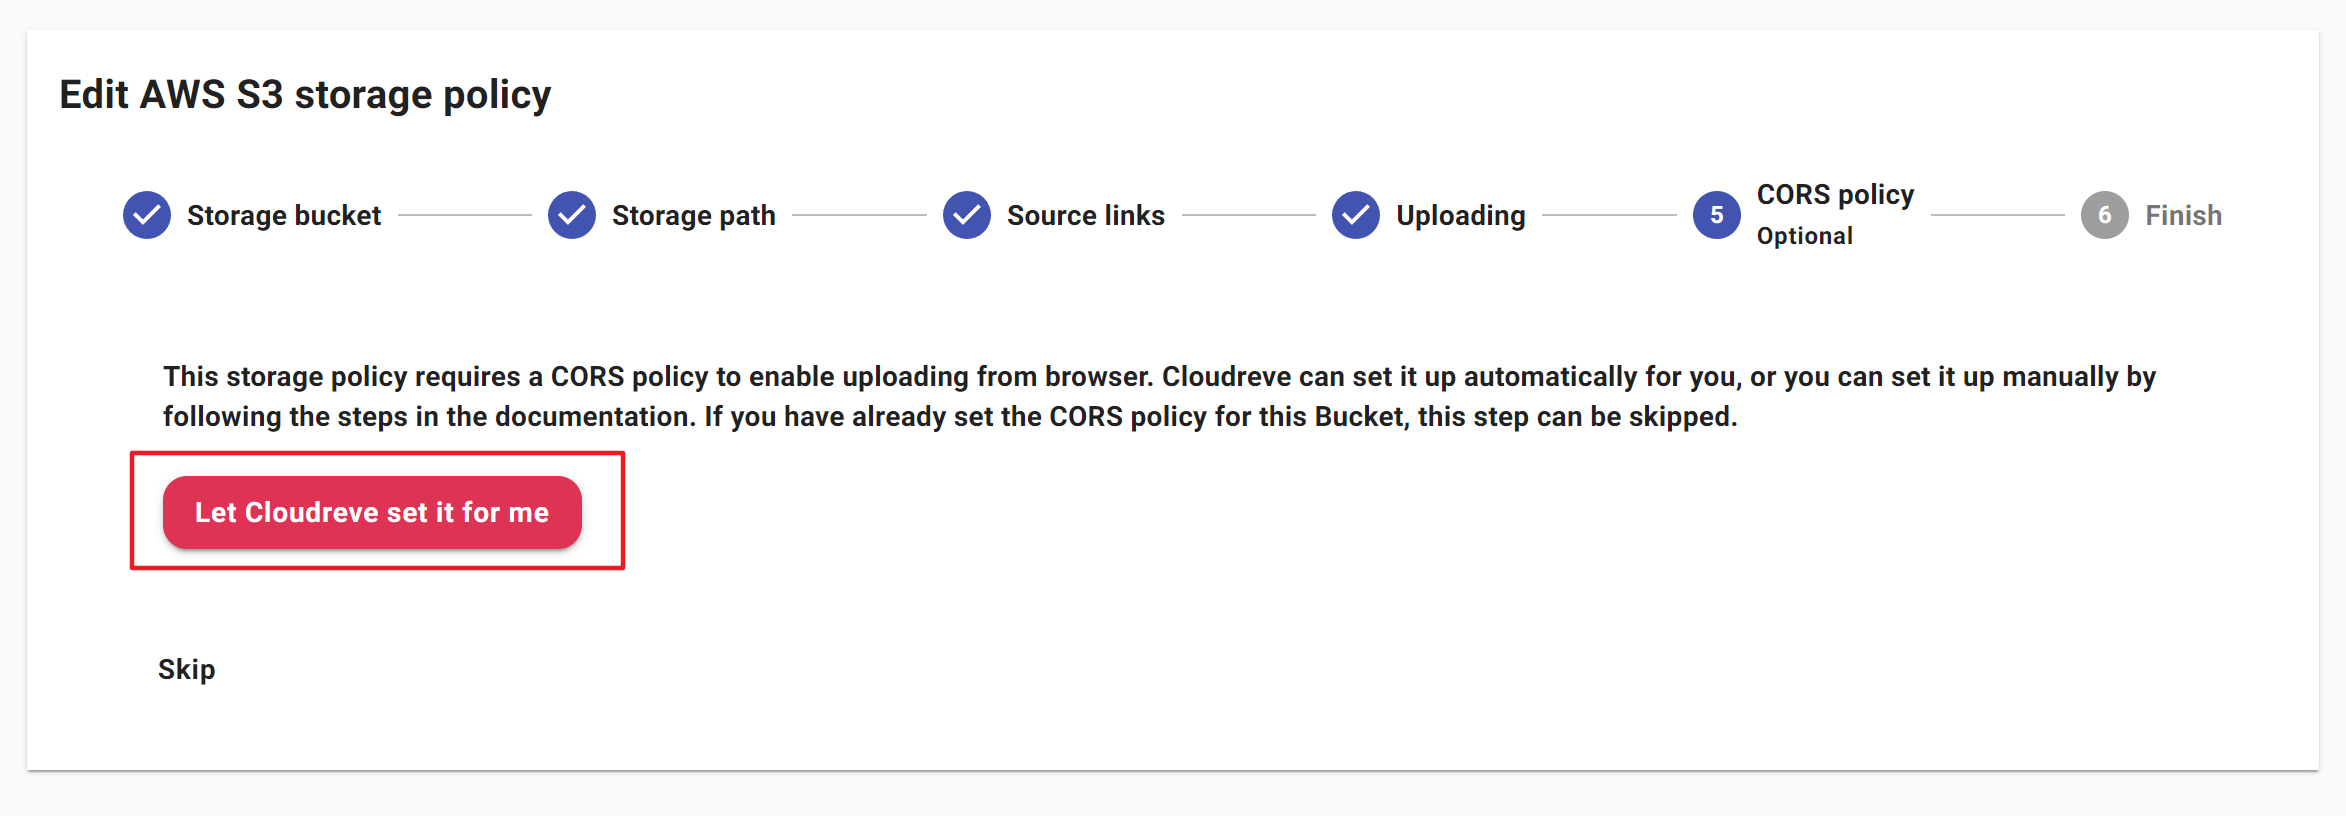 Edit AWS S3 storage policy
Storage bucket
Storage path
Source links
Uploading
5
CORS policy
Optional
6
Finish
This storage policy requires a CORS policy to enable uploading from browser. Cloudreve can set it up automatically for you, or you can set it up manually by
following the steps in the documentation. If you have already set the CORS policy for this Bucket, this step can be skipped.
Let Cloudreve set it for me
Skip